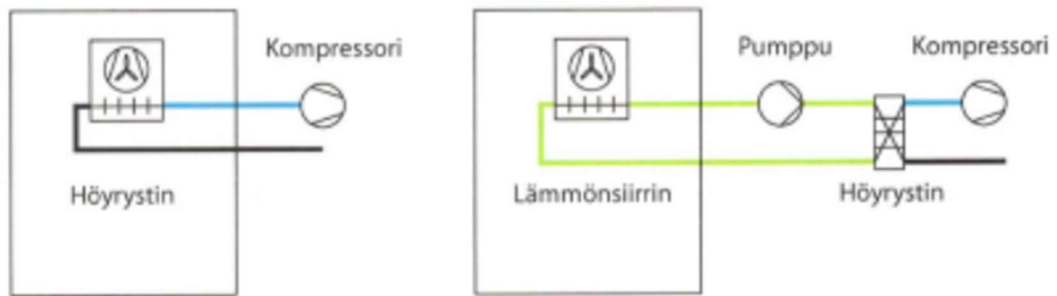 Kompressori
Höyrystin
Pumppu
Kompressori
Lämmönsiirrin
Höyrystin